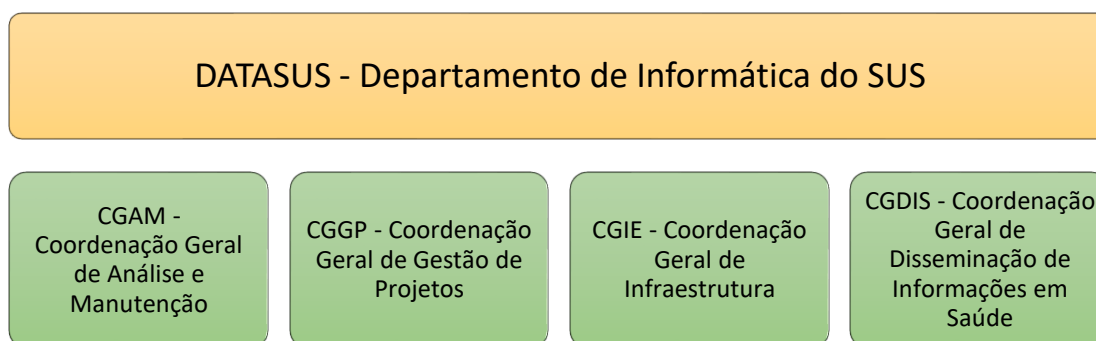 DATASUS - Departamento de Informática do SUS
CGAM -
Coordenação Geral
de Análise e
Manutenção
CGGP - Coordenação
Geral de Gestão de
Projetos
CGIE - Coordenação
Geral de
Infraestrutura
CGDIS - Coordenação
Geral de
Disseminação de
Informações em
Saúde